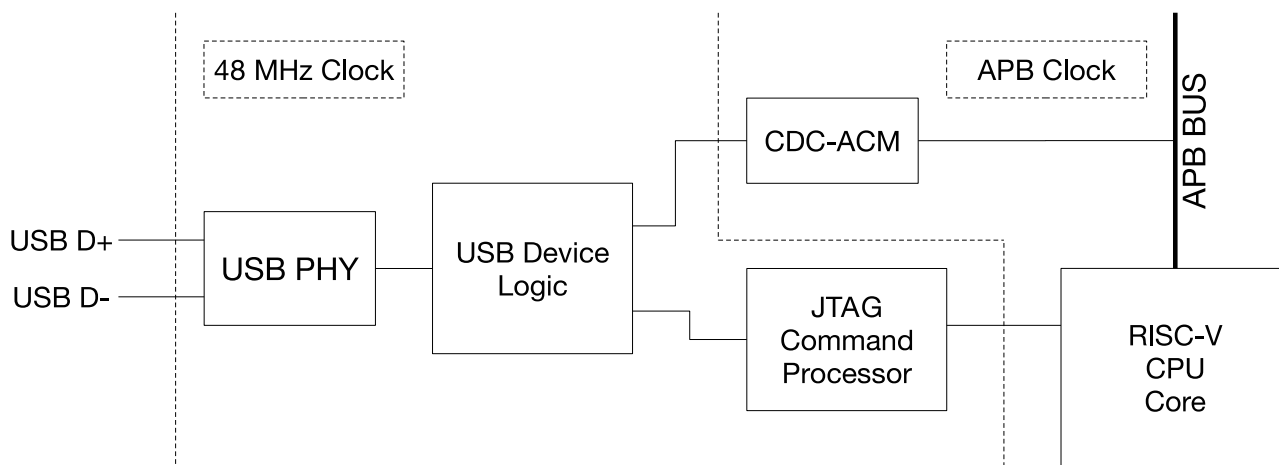 48 MHz Clock
APB Clock
APB BUS
CDC-ACM
USB D+
USB D-
USB PHY
USB Device
Logic
JTAG
Command
Processor
RISC-V
CPU
Core